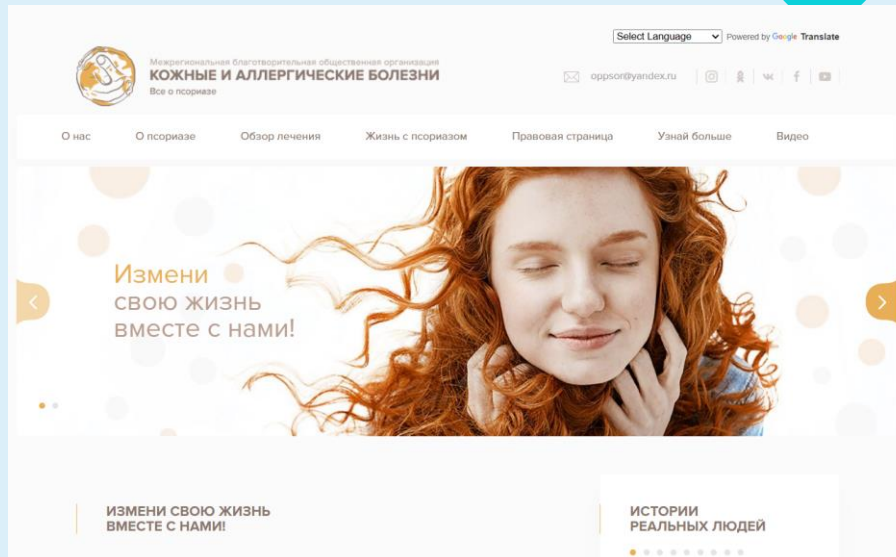 Select Language
Powered by Google Translate
Межрегиональная благотворительная общественная организация
КОЖНЫЕ И АЛЛЕРГИЧЕСКИЕ БОЛЕЗНИ
Все о псориазе
oppsor@yandex.ru
О нас О псориазе Обзор лечения Жизнь с псориазом Правовая страница Узнай больше Видео
Измени
свою жизнь
вместе с нами!
ИЗМЕНИ СВОЮ ЖИЗНЬ
ВМЕСТЕ С НАМИ!
ИСТОРИИ
РЕАЛЬНЫХ ЛЮДЕЙ